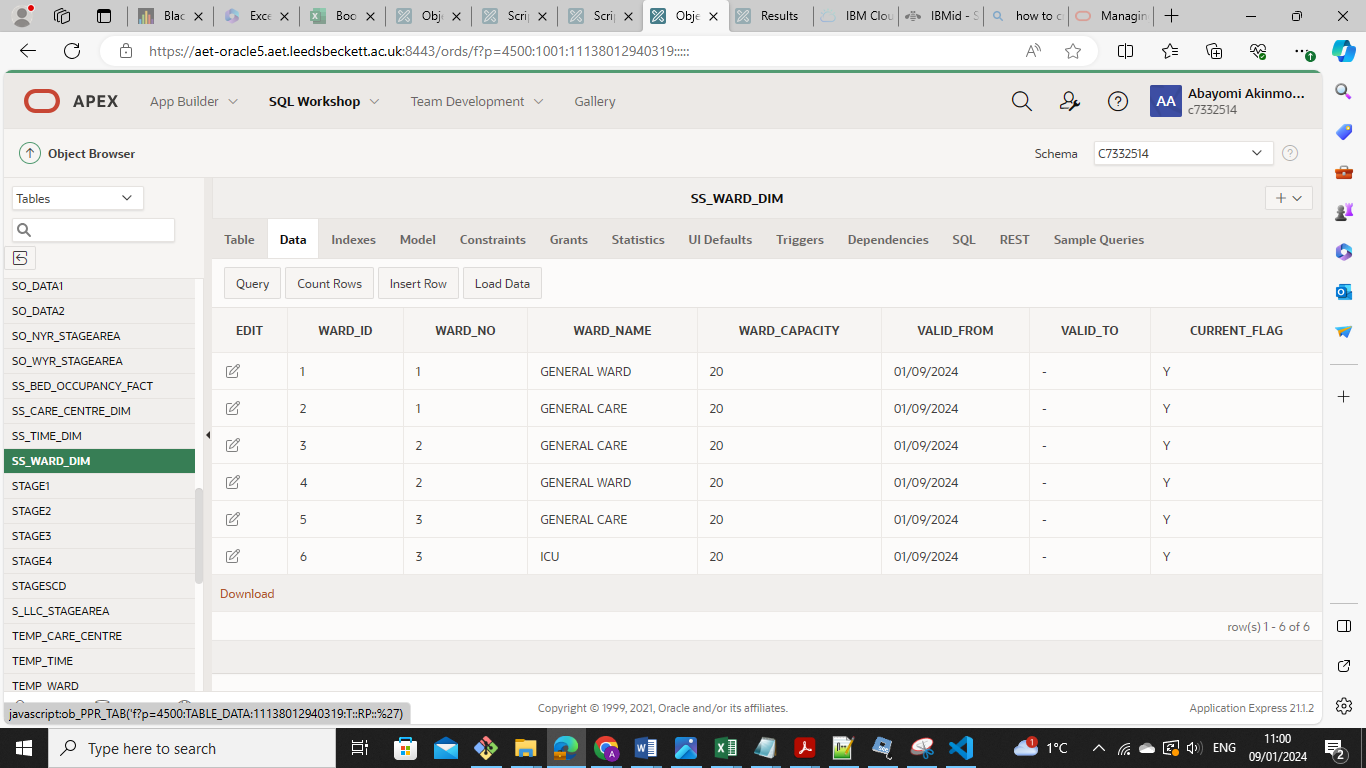 Blac
Exce
Boo
Obje
Scrip
Scrip
Obje
Results
IBM Clou
IBMid - S
how to c
Managin
https://aet-oracle5.aet.leedsbeckett.ac.uk:8443/ords/f?p=4500:1001:11138012940319:::::
APEX
App Builder
SQL Workshop
Team Development
Gallery
AA
Abayomi Akinmo...
c7332514
Object Browser
Schema
C7332514
Tables
SS_WARD_DIM
Table Data Indexes Model Constraints Grants Statistics UI Defaults Triggers Dependencies SQL REST Sample Queries
Query Count Rows Insert Row Load Data
SO_DATA1
SO_DATA2
SO_NYR_STAGEAREA
SO_WYR_STAGEAREA
SS_BED_OCCUPANCY_FACT
SS_CARE_CENTRE_DIM
SS_TIME_DIM
SS_WARD_DIM
STAGE1
STAGE2
STAGE3
STAGE4
STAGESCD
S_LLC_STAGEAREA
TEMP_CARE_CENTRE
TEMP_TIME
TEMP_WARD
EDIT WARD_ID WARD_NO WARD_NAME WARD_CAPACITY VALID_FROM VALID_TO CURRENT_FLAG
1 1 GENERAL WARD 20 01/09/2024 - Y
2 1 GENERAL CARE 20 01/09/2024 - Y
3 2 GENERAL CARE 20 01/09/2024 - Y
4 2 GENERAL WARD 20 01/09/2024 - Y
5 3 GENERAL CARE 20 01/09/2024 - Y
6 3 ICU 20 01/09/2024 - Y
Download
row(s) 1 - 6 of 6
javascript:ob_PPR_TAB('f?p=4500:TABLE_DATA:11138012940319:T::RP::%27)
Copyright © 1999, 2021, Oracle and/or its affiliates.
Application Express 21.1.2
Type here to search
1
1°C
ENG
11:00
09/01/2024
2